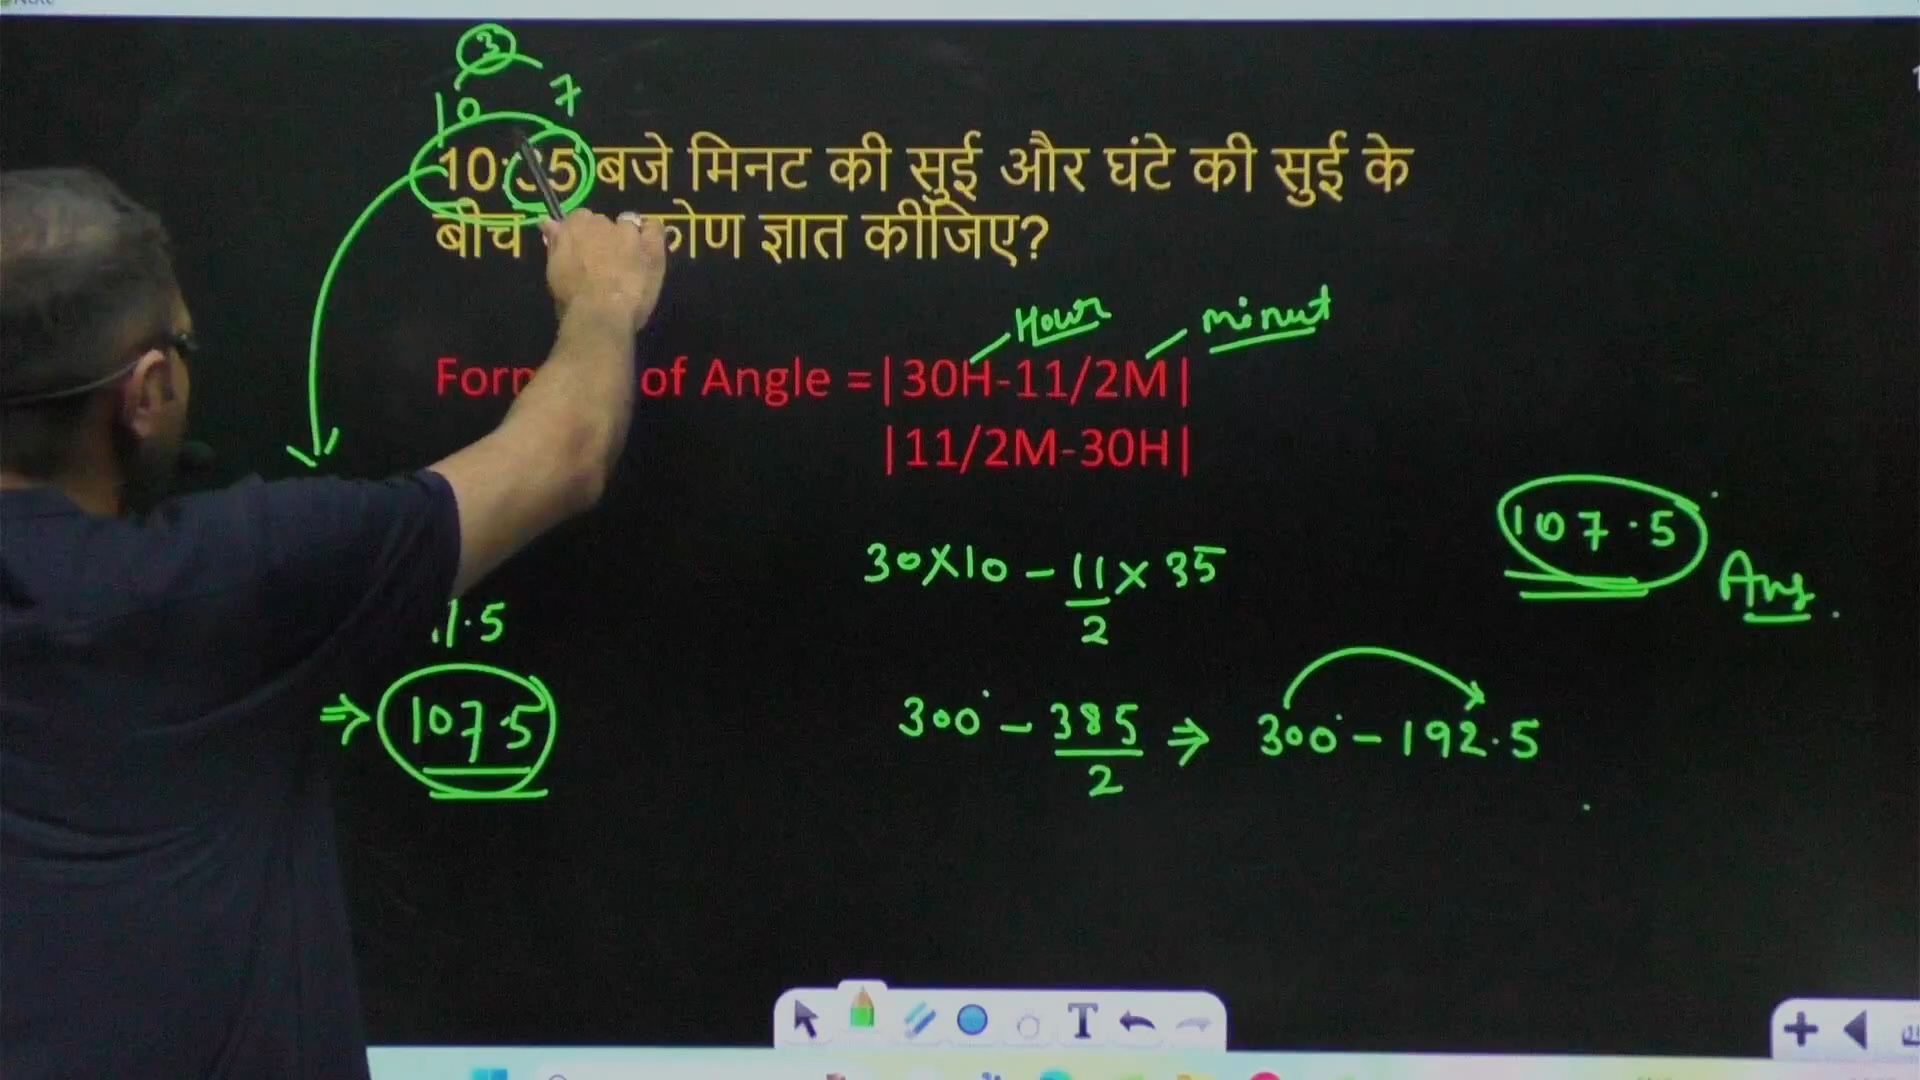 3
10 7
10:35 बजे मिनट की सुई और घंटे की सुई के
बीच कोण ज्ञात कीजिए?
Hour minut
of Angle =|30H-11/2M|
|11/2M-30H|
107.5
Ans.
30×10 - 11/2 × 35
1.5
⇒ 107.5
300° - 385/2 ⇒ 300° - 192.5
T